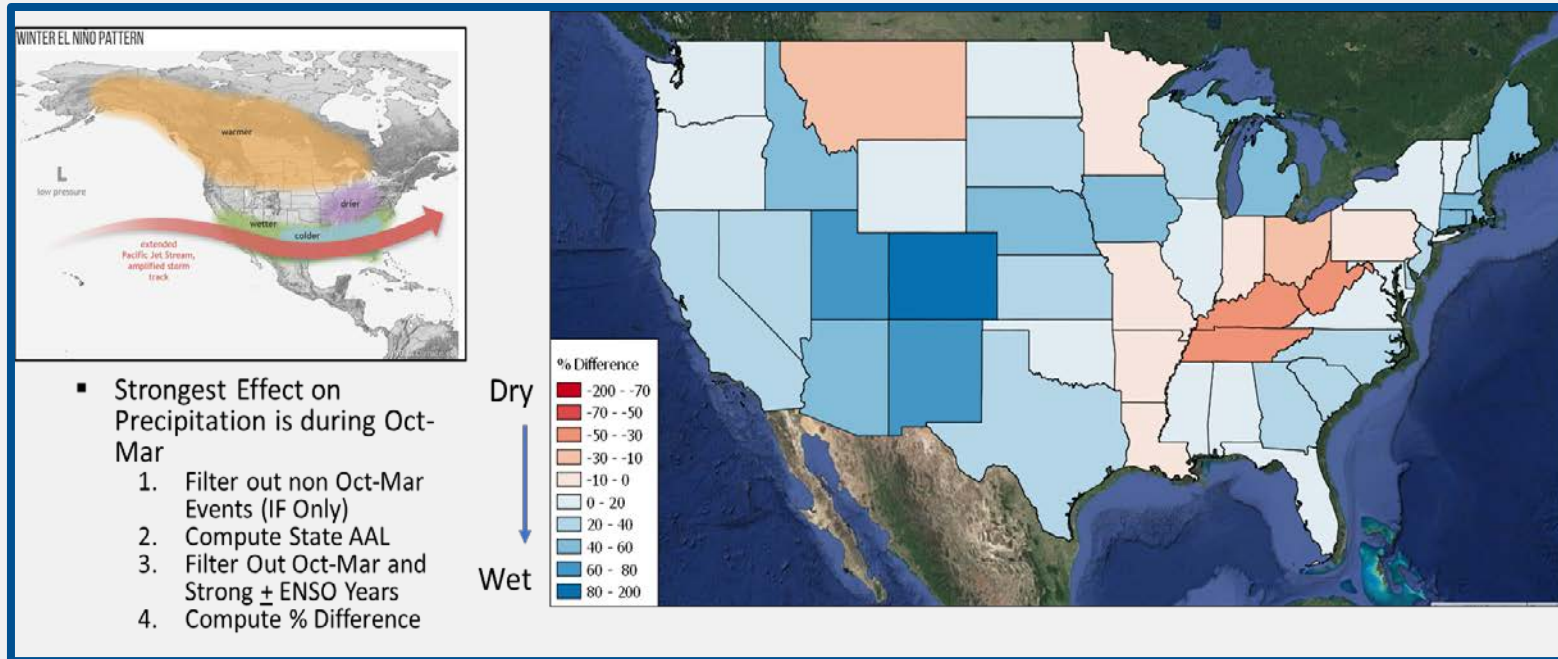 WINTER EL NIÑO PATTERN
warmer
L
low pressure
drier
wetter
colder
extended
Pacific Jet Stream,
amplified storm
track
▪ Strongest Effect on
Precipitation is during Oct-
Mar
1. Filter out non Oct-Mar
Events (IF Only)
2. Compute State AAL
3. Filter Out Oct-Mar and
Strong ± ENSO Years
4. Compute % Difference
Dry
Wet
% Difference
-200 - -70
-70 - -50
-50 - -30
-30 - -10
-10 - 0
0 - 20
20 - 40
40 - 60
60 - 80
80 - 200